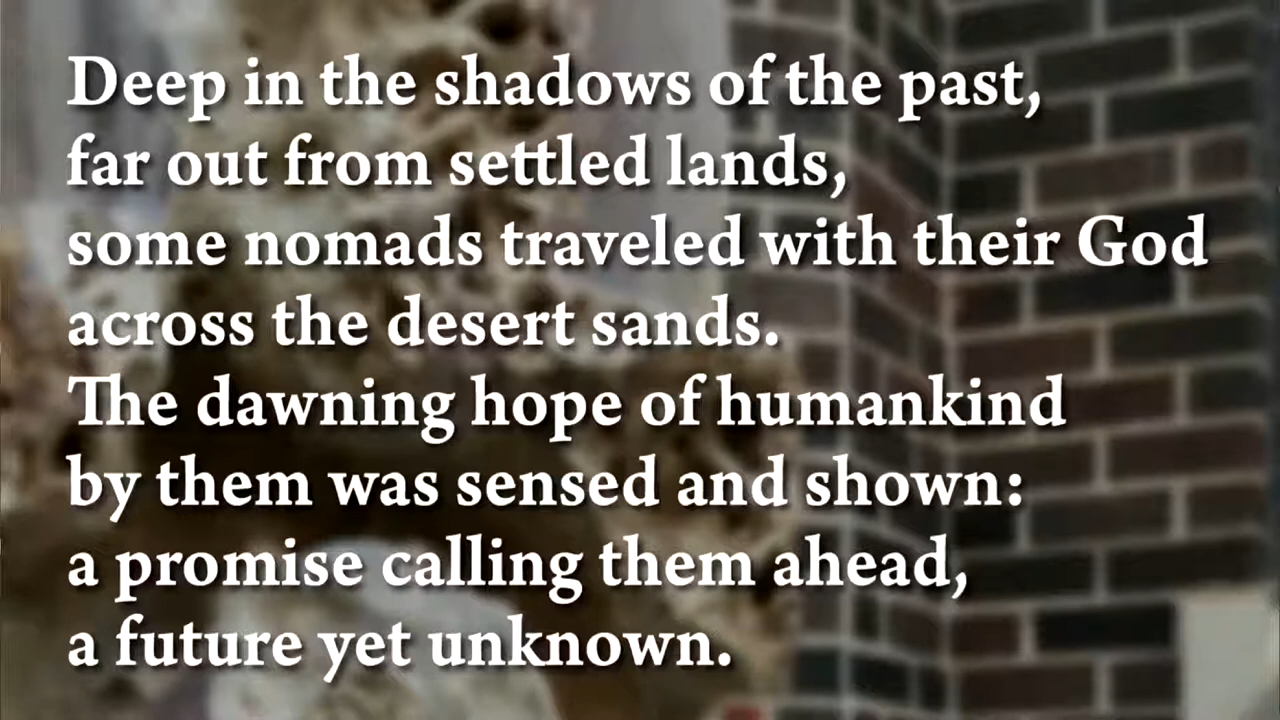 Deep in the shadows of the past,
far out from settled lands,
some nomads traveled with their God
across the desert sands.
The dawning hope of humankind
by them was sensed and shown:
a promise calling them ahead,
a future yet unknown.